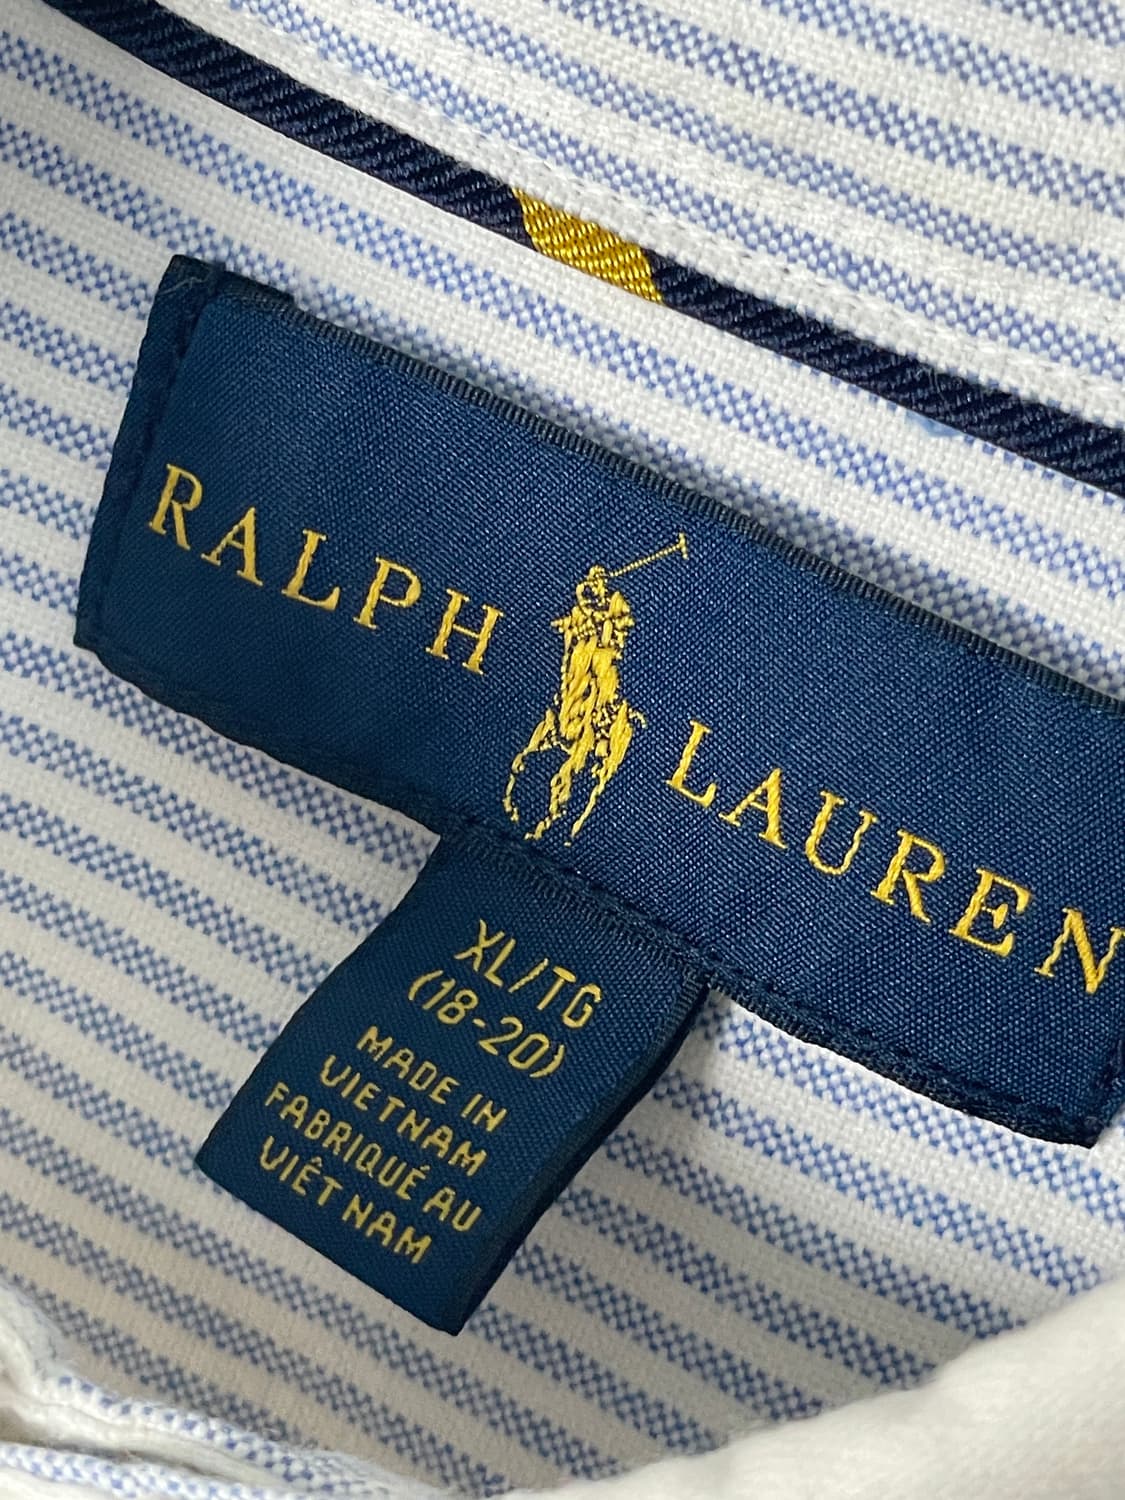 RALPH LAUREN
XL/TG
(18-20)
MADE IN
VIETNAM
FABRIQUÉ AU
VIÊT NAM